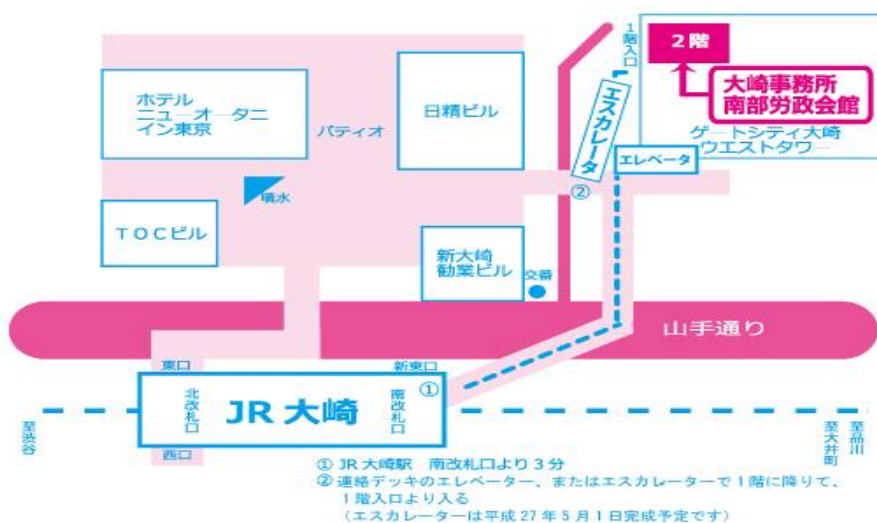 1階入口
2階
大崎事務所
南部労政会館
ホテル
ニューオータニ
イン東京
パティオ
日精ビル
エスカレータ
ゲートシティ大崎
ウエストタワー
エレベータ
②
噴水
TOCビル
新大崎
勧業ビル
交番
山手通り
東口
新東口
北改札口
JR 大崎
南改札口
①
西口
至渋谷
至大井町
至品川
① JR 大崎駅 南改札口より3分
② 連絡デッキのエレベーター、またはエスカレーターで1階に降りて、
1階入口より入る
(エスカレーターは平成27年5月1日完成予定です)